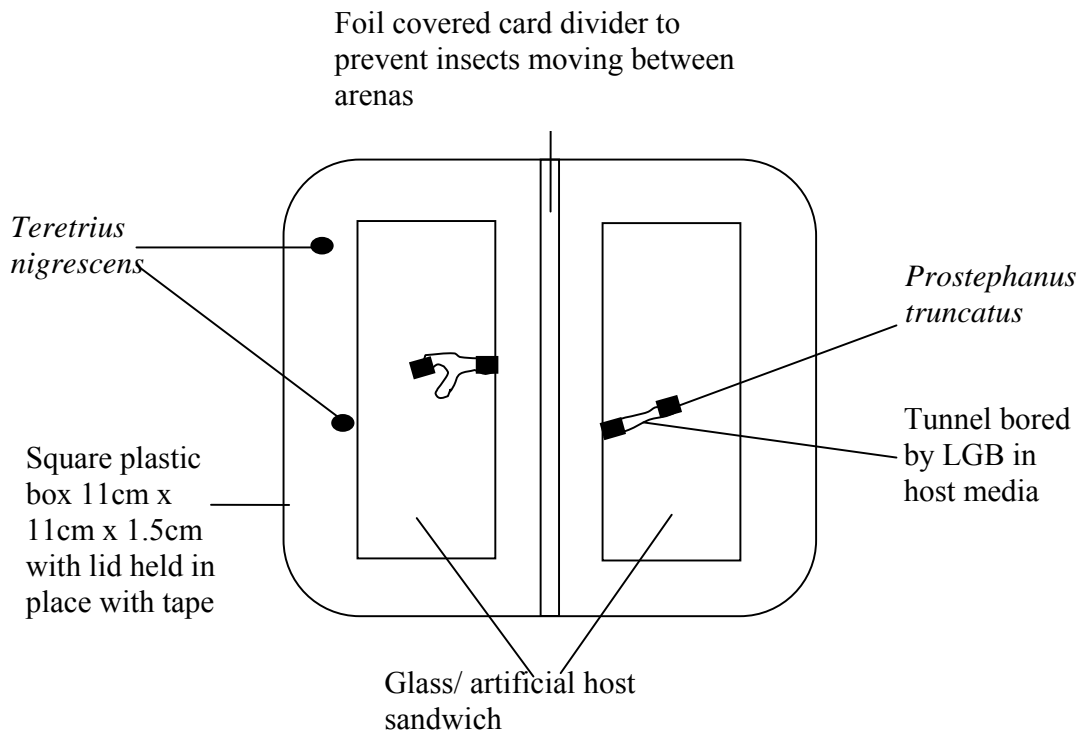 Foil covered card divider to
prevent insects moving between
arenas
Teretrius
nigrescens
Prostephanus
truncatus
Tunnel bored
by LGB in
host media
Square plastic
box 11cm x
11cm x 1.5cm
with lid held in
place with tape
Glass/ artificial host
sandwich